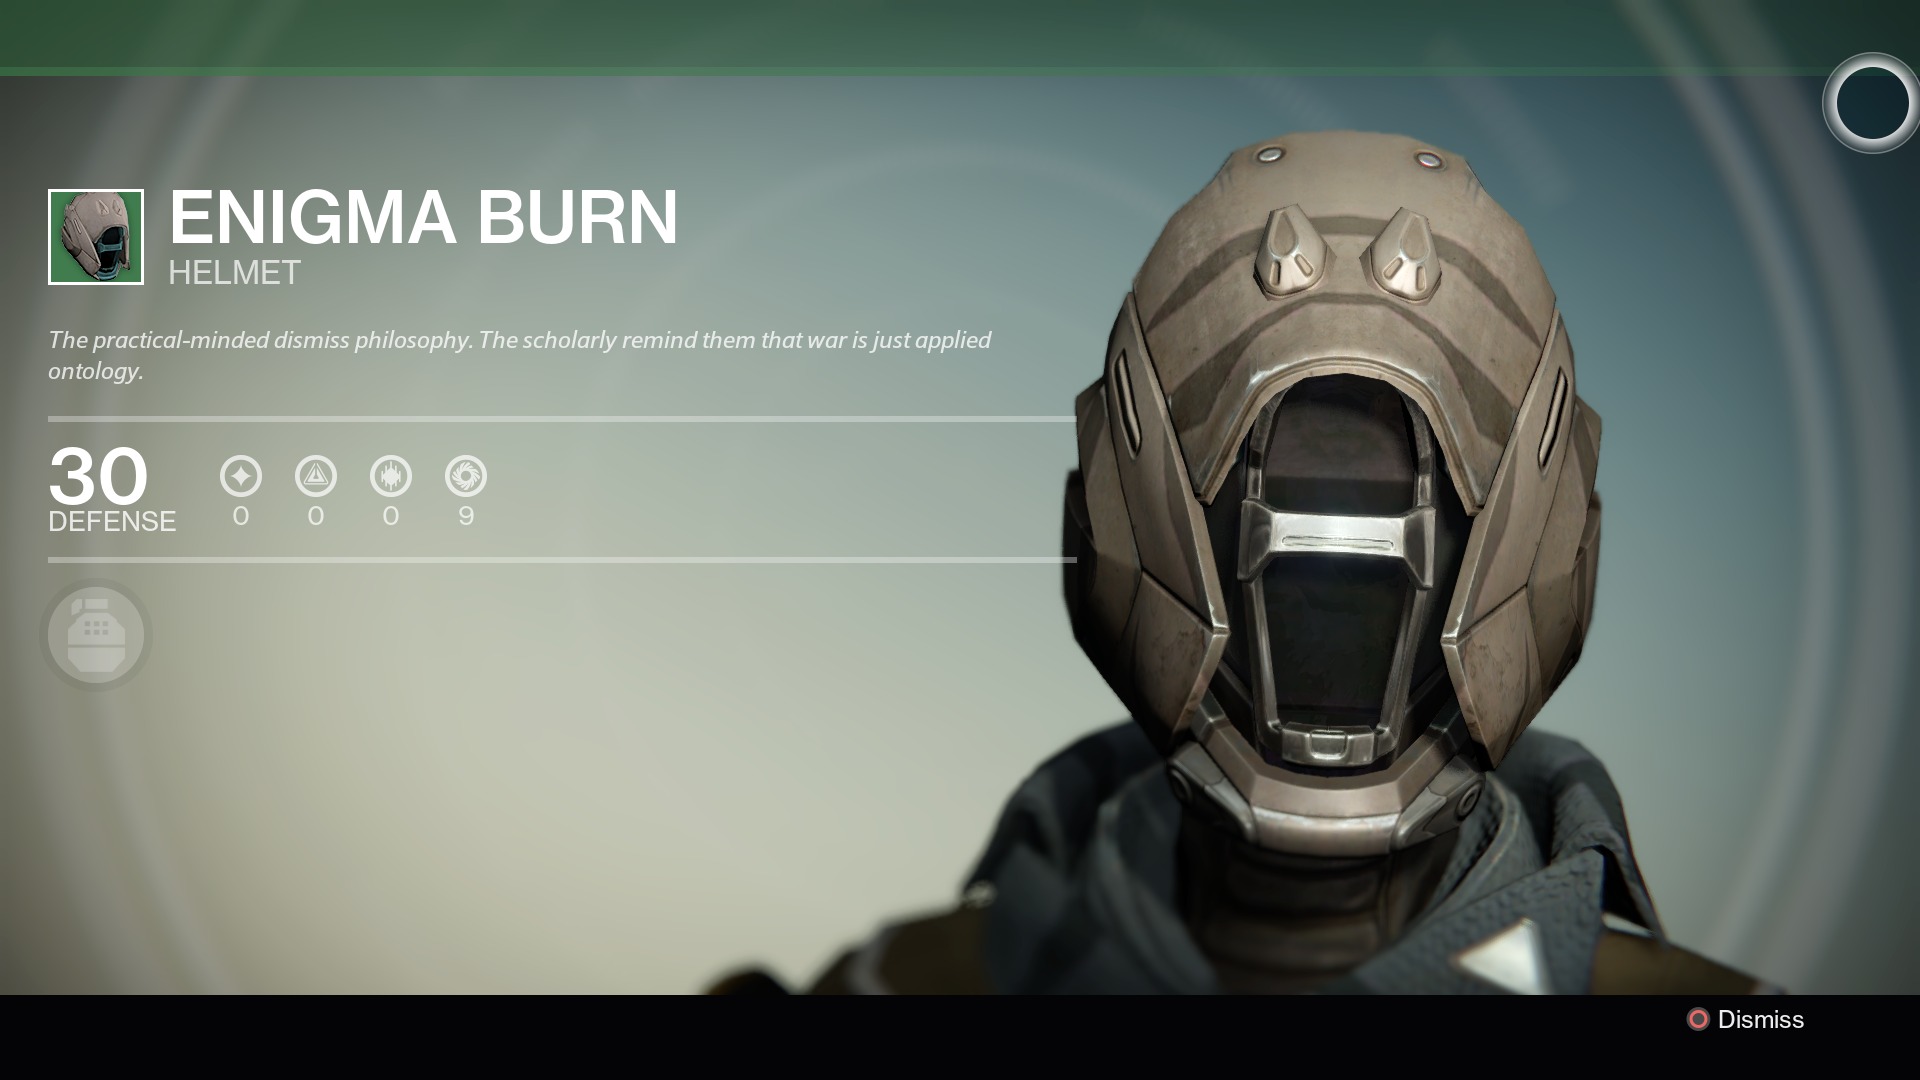 ENIGMA BURN
HELMET
The practical-minded dismiss philosophy. The scholarly remind them that war is just applied
ontology.
30
DEFENSE
0 0 0 9
Dismiss